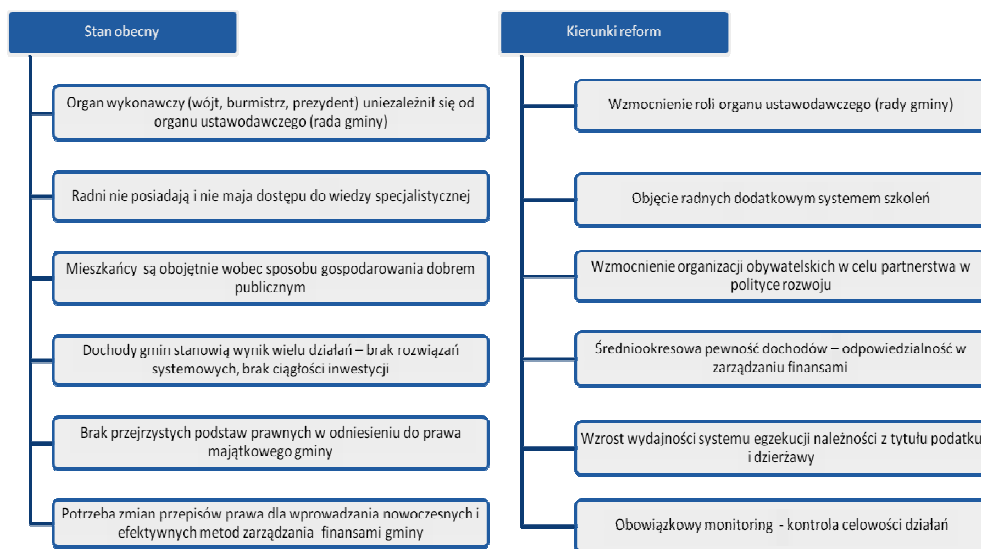 Stan obecny
Organ wykonawczy (wójt, burmistrz, prezydent) uniezależnił się od
organu ustawodawczego (rada gminy)
Radni nie posiadają i nie maja dostępu do wiedzy specjalistycznej
Mieszkańcy są obojętnie wobec sposobu gospodarowania dobrem
publicznym
Dochody gmin stanowią wynik wielu działań – brak rozwiązań
systemowych, brak ciągłości inwestycji
Brak przejrzystych podstaw prawnych w odniesieniu do prawa
majątkowego gminy
Potrzeba zmian przepisów prawa dla wprowadzania nowoczesnych i
efektywnych metod zarządzania finansami gminy
Kierunki reform
Wzmocnienie roli organu ustawodawczego (rady gminy)
Objęcie radnych dodatkowym systemem szkoleń
Wzmocnienie organizacji obywatelskich w celu partnerstwa w
polityce rozwoju
Średniookresowa pewność dochodów – odpowiedzialność w
zarządzaniu finansami
Wzrost wydajności systemu egzekucji należności z tytułu podatku
i dzierżawy
Obowiązkowy monitoring - kontrola celowości działań